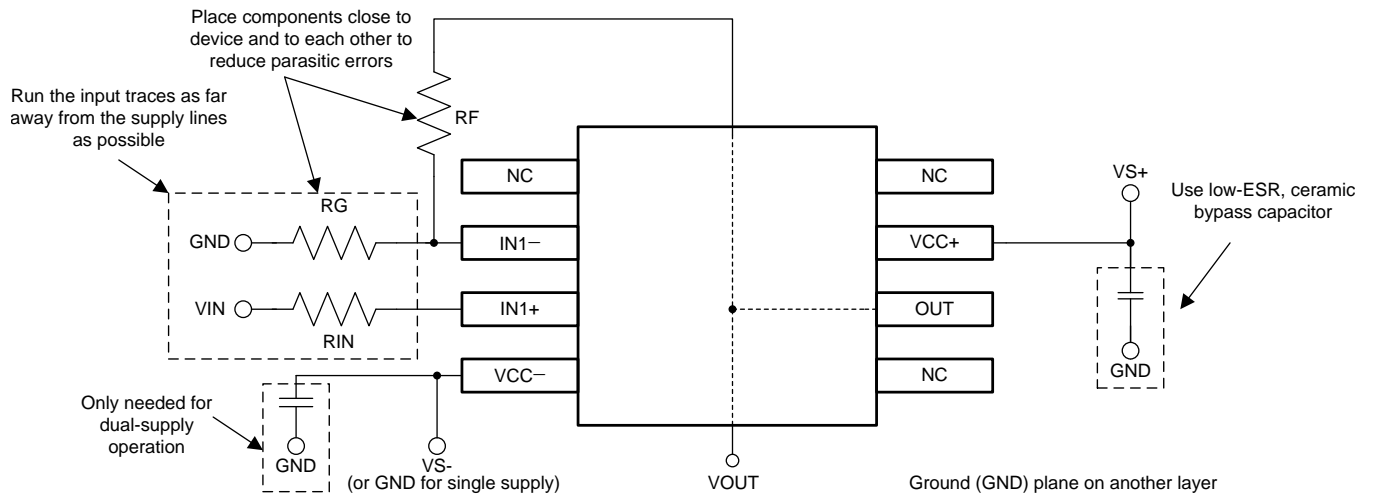 Place components close to
device and to each other to
reduce parasitic errors
Run the input traces as far
away from the supply lines
as possible
RF
NC
NC
VS+
Use low-ESR, ceramic
bypass capacitor
RG
GND
IN1−
VCC+
VIN
IN1+
OUT
RIN
VCC−
NC
GND
Only needed for
dual-supply
operation
GND
VS-
(or GND for single supply)
VOUT
Ground (GND) plane on another layer